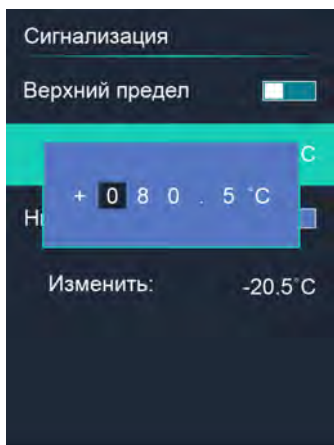 Сигнализация
Верхний предел
C
+ 0 8 0 . 5 °C
Изменить: -20.5°C